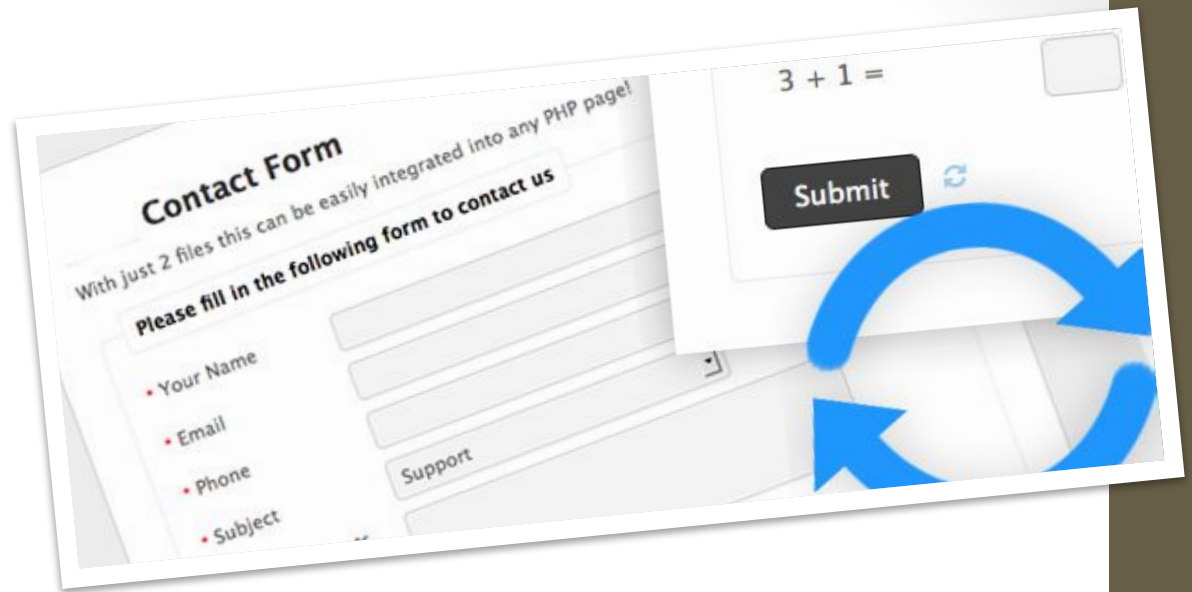 Contact Form
With just 2 files this can be easily integrated into any PHP page!
Please fill in the following form to contact us
• Your Name
• Email
• Phone
• Subject
Support
3 + 1 =
Submit